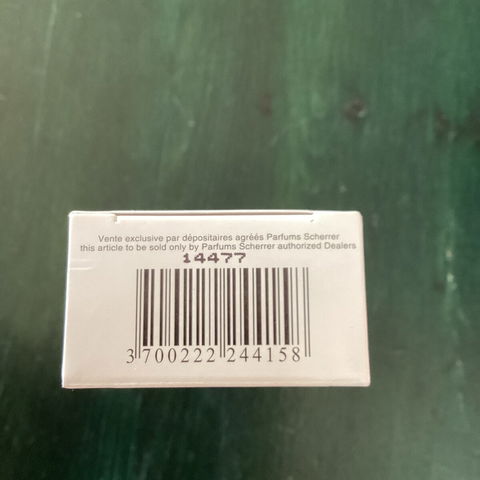 Vente exclusive par dépositaires agréés Parfums Scherrer
this article to be sold only by Parfums Scherrer authorized Dealers
14477
3 700222 244158